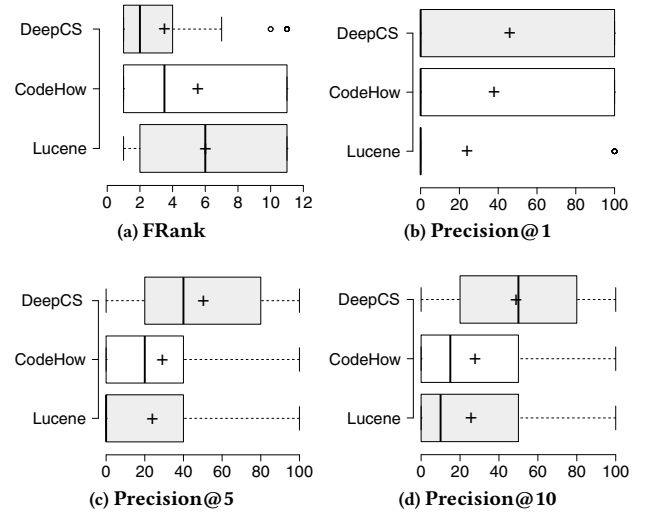 DeepCS
CodeHow
Lucene
0 2 4 6 8 10 12
(a) FRank
DeepCS
CodeHow
Lucene
0 20 40 60 80 100
(b) Precision@1
DeepCS
CodeHow
Lucene
0 20 40 60 80 100
(c) Precision@5
DeepCS
CodeHow
Lucene
0 20 40 60 80 100
(d) Precision@10